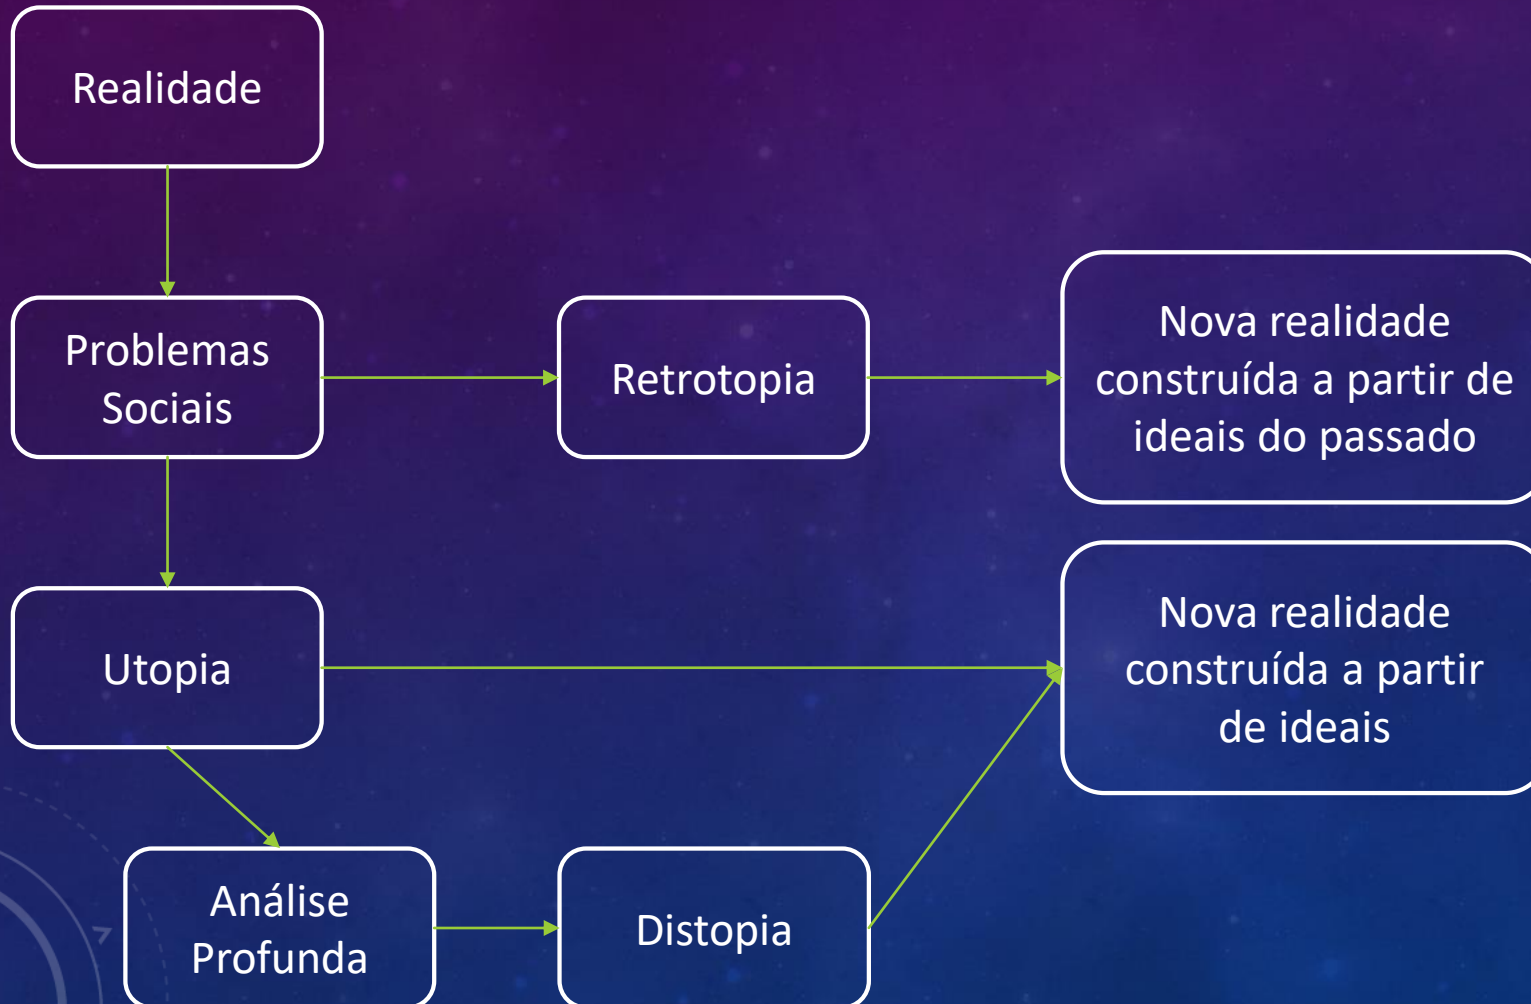 Realidade
Problemas
Sociais
Retrotopia
Nova realidade
construída a partir de
ideais do passado
Utopia
Nova realidade
construída a partir
de ideais
Análise
Profunda
Distopia